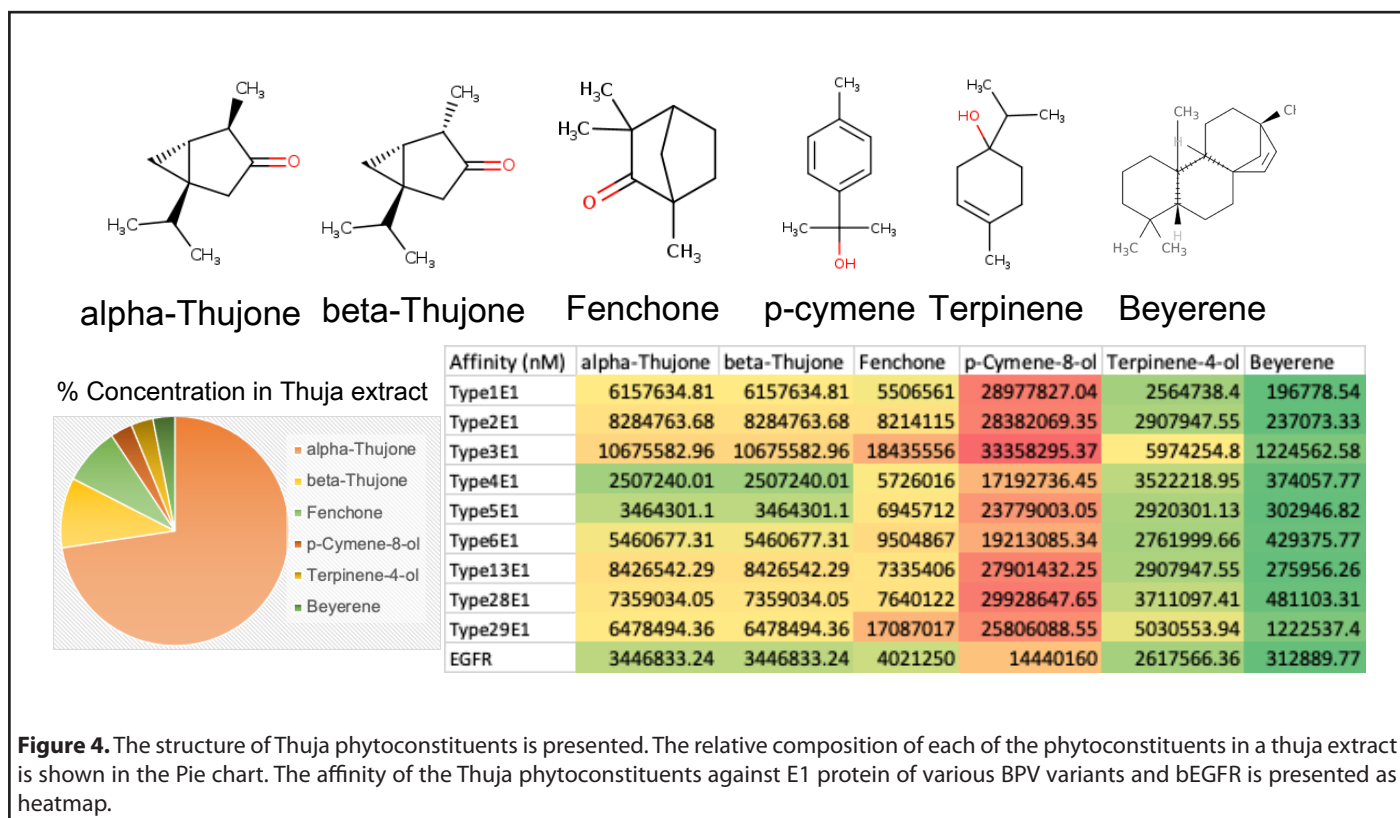 CH₃
O
H₃C
CH₃
CH₃
O
H₃C
CH₃
H₃C
H₃C
O
CH₃
CH₃
H₃C
CH₃
OH
CH₃
HO
CH₃
CH₃
CH₃
H
H
H₃C
CH₃
alpha-Thujone beta-Thujone Fenchone p-cymene Terpinene Beyerene
% Concentration in Thuja extract
alpha-Thujone
beta-Thujone
Fenchone
p-Cymene-8-ol
Terpinene-4-ol
Beyerene
Affinity (nM) alpha-Thujone beta-Thujone Fenchone p-Cymene-8-ol Terpinene-4-ol Beyerene
Type1E1 6157634.81 6157634.81 5506561 28977827.04 2564738.4 196778.54
Type2E1 8284763.68 8284763.68 8214115 28382069.35 2907947.55 237073.33
Type3E1 10675582.96 10675582.96 18435556 33358295.37 5974254.8 1224562.58
Type4E1 2507240.01 2507240.01 5726016 17192736.45 3522218.95 374057.77
Type5E1 3464301.1 3464301.1 6945712 23779003.05 2920301.13 302946.82
Type6E1 5460677.31 5460677.31 9504867 19213085.34 2761999.66 429375.77
Type13E1 8426542.29 8426542.29 7335406 27901432.25 2907947.55 275956.26
Type28E1 7359034.05 7359034.05 7640122 29928647.65 3711097.41 481103.31
Type29E1 6478494.36 6478494.36 17087017 25806088.55 5030553.94 1222537.4
EGFR 3446833.24 3446833.24 4021250 14440160 2617566.36 312889.77
Figure 4. The structure of Thuja phytoconstituents is presented. The relative composition of each of the phytoconstituents in a thuja extract
is shown in the Pie chart. The affinity of the Thuja phytoconstituents against E1 protein of various BPV variants and bEGFR is presented as
heatmap.